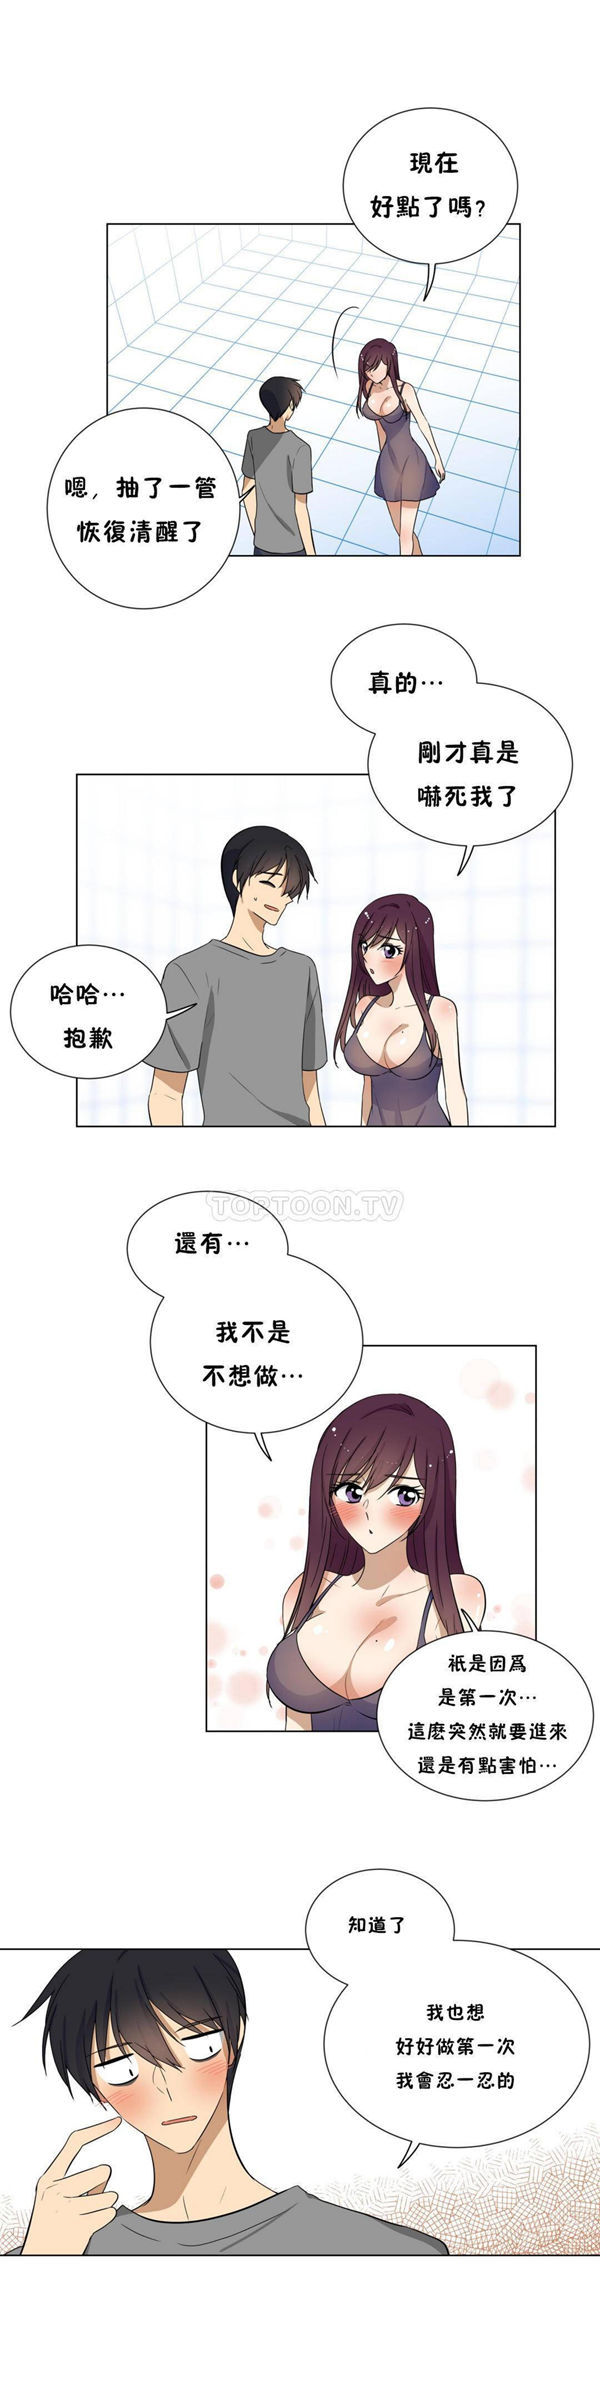 現在
好點了嗎?
嗯, 抽了一管
恢復清醒了
真的…
剛才真是
嚇死我了
哈哈…
抱歉
TOPTOON.TV
還有…
我不是
不想做…
衹是因爲
是第一次…
這麽突然就要進來
還是有點害怕…
知道了
我也想
好好做第一次
我會忍一忍的